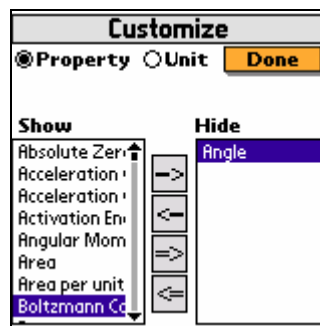 Customize
Property Unit Done
Show Hide
Absolute Zer
Acceleration
Acceleration
Activation En
Angular Mom
Area
Area per unit
Boltzmann Co
Angle
->
<-
=>
<=